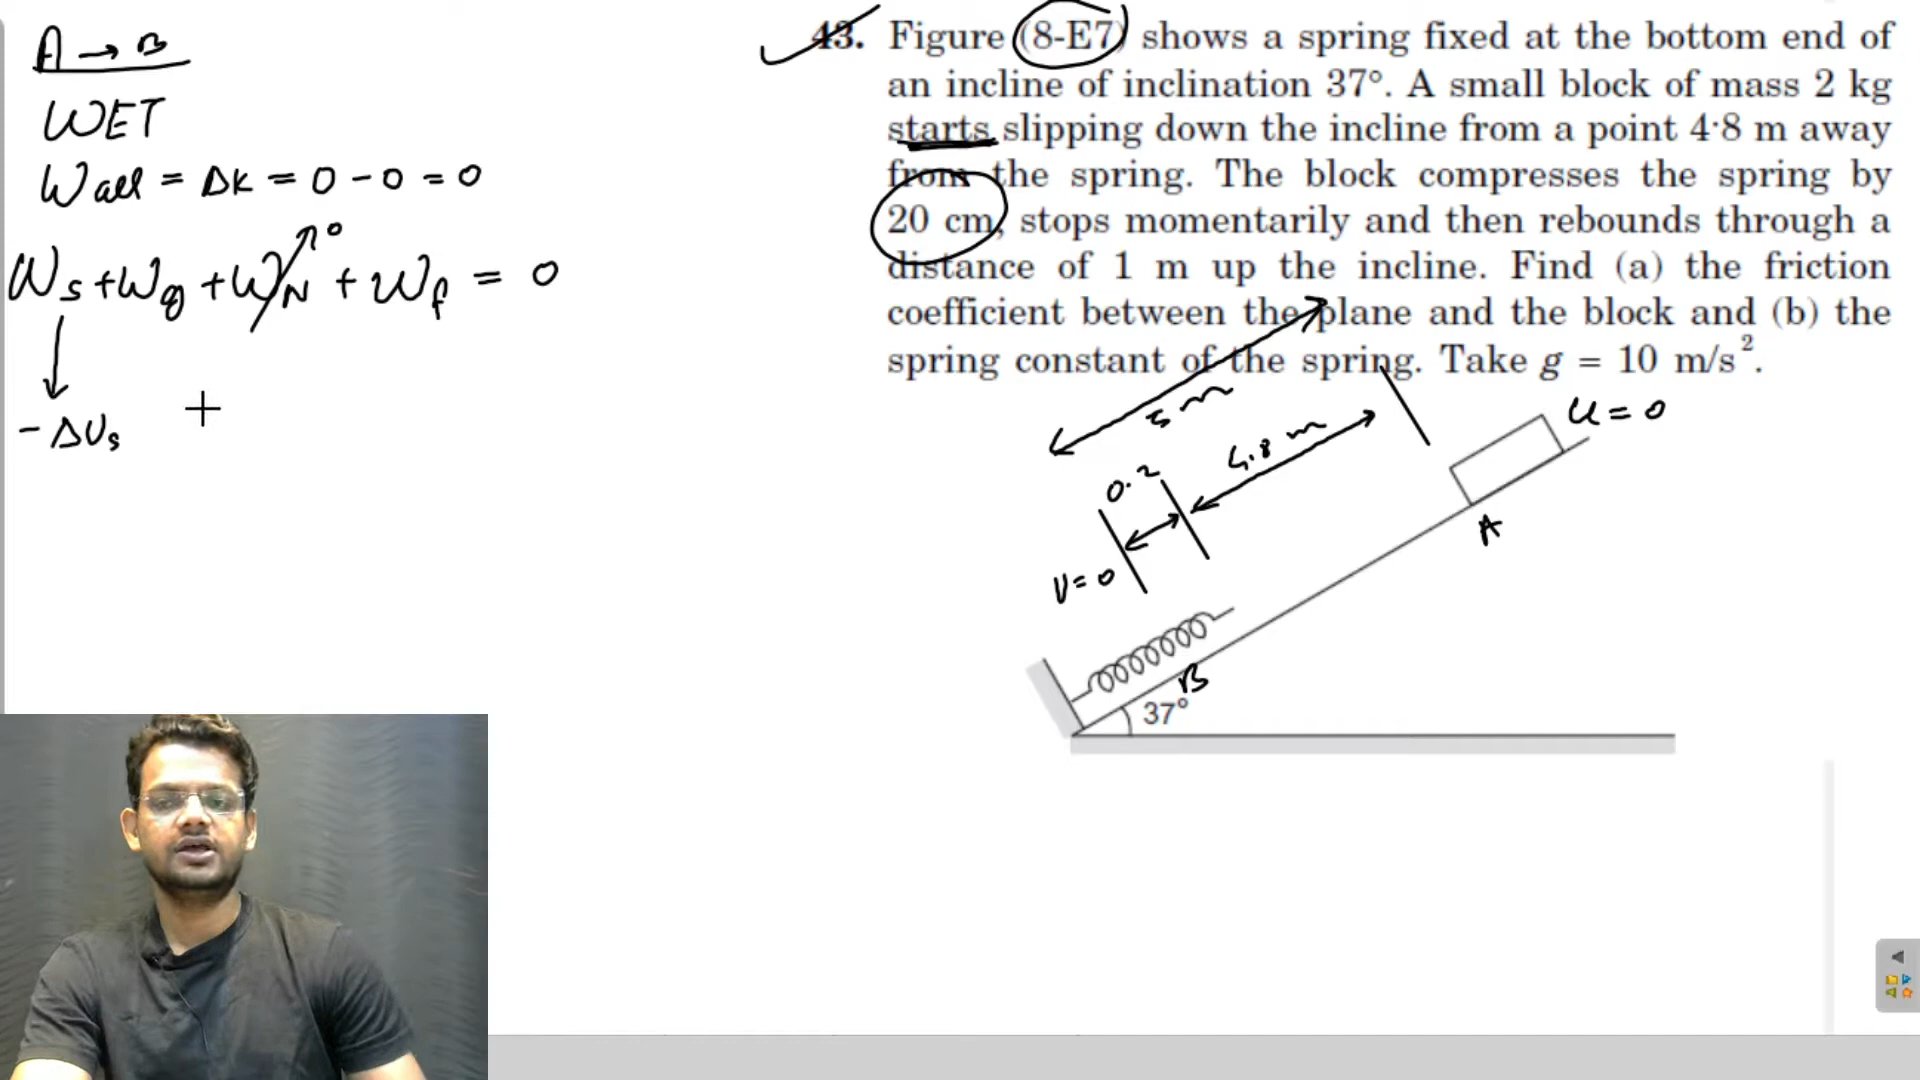 A → B
WET
Wall = ΔK = 0 - 0 = 0
Ws + Wg + WN + Wf = 0
0
-ΔUs +
43. Figure (8-E7) shows a spring fixed at the bottom end of
an incline of inclination 37°. A small block of mass 2 kg
starts slipping down the incline from a point 4·8 m away
from the spring. The block compresses the spring by
20 cm, stops momentarily and then rebounds through a
distance of 1 m up the incline. Find (a) the friction
coefficient between the plane and the block and (b) the
spring constant of the spring. Take g = 10 m/s².
5 m
4.8 m
u = 0
0.2
A
V = 0
B
37°